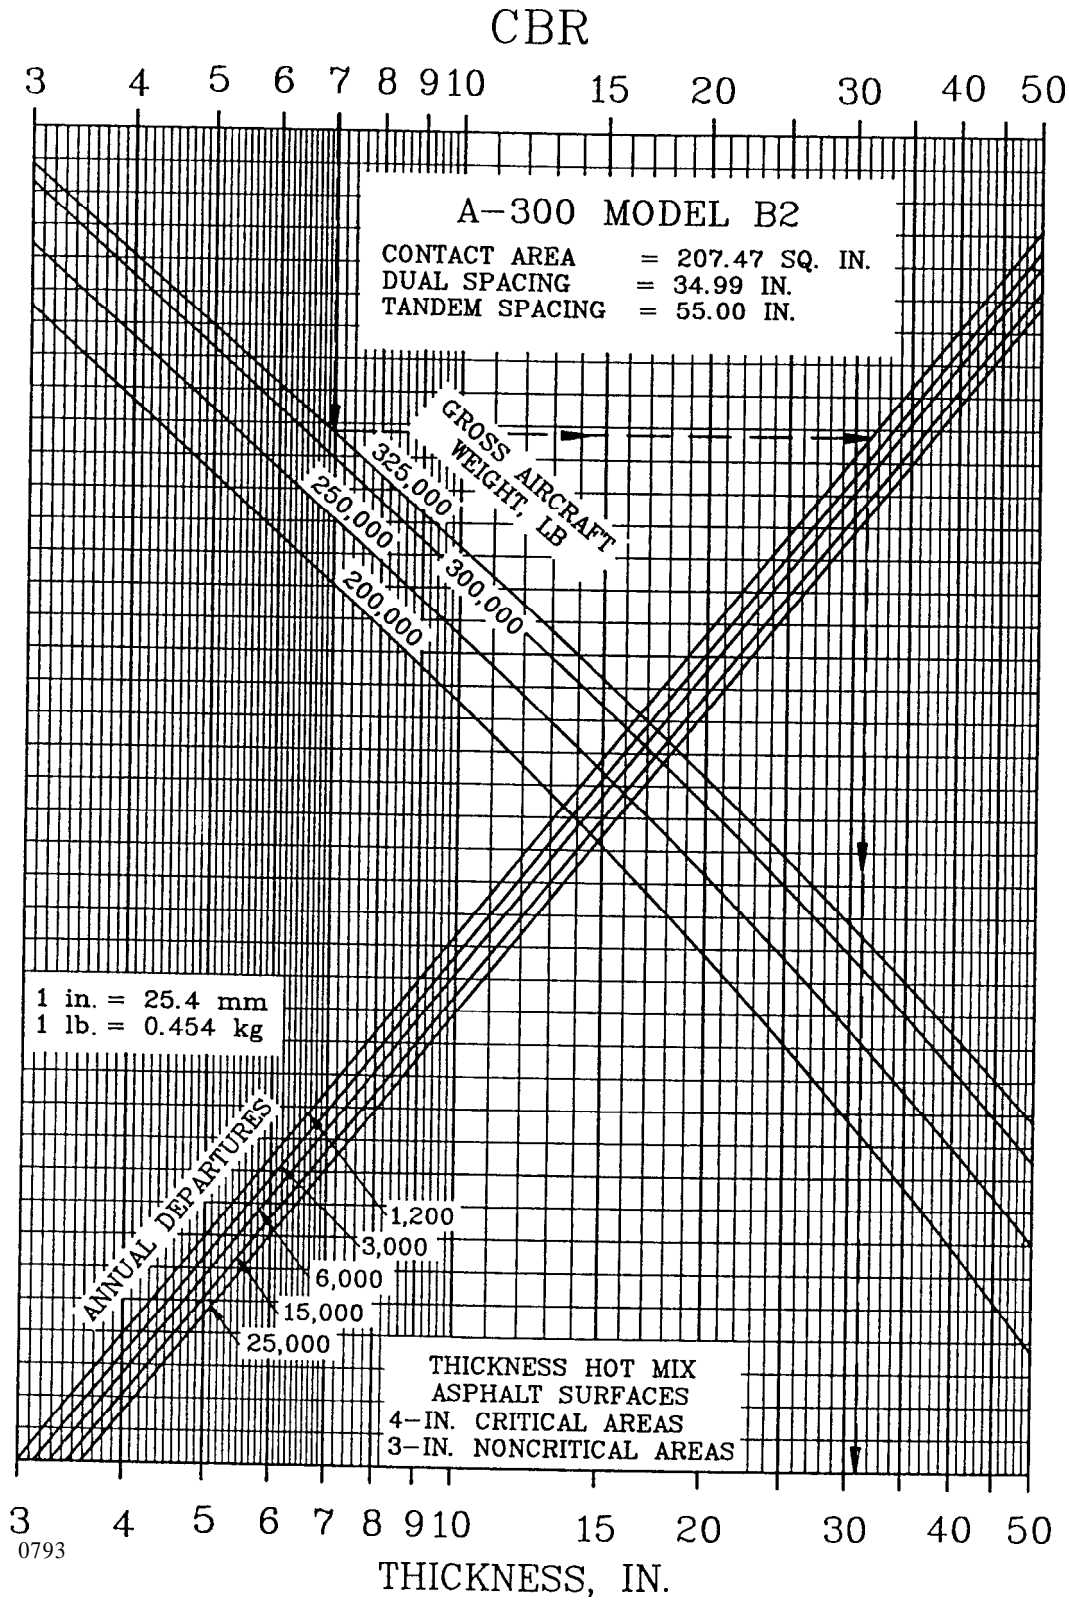 CBR
3 4 5 6 7 8 9 10 15 20 30 40 50
A-300 MODEL B2
CONTACT AREA = 207.47 SQ. IN.
DUAL SPACING = 34.99 IN.
TANDEM SPACING = 55.00 IN.
GROSS AIRCRAFT
WEIGHT, LB
325,000
250,000
300,000
200,000
1 in. = 25.4 mm
1 lb. = 0.454 kg
ANNUAL DEPARTURES
1,200
3,000
6,000
15,000
25,000
THICKNESS HOT MIX
ASPHALT SURFACES
4-IN. CRITICAL AREAS
3-IN. NONCRITICAL AREAS
3 4 5 6 7 8 9 10 15 20 30 40 50
0793
THICKNESS, IN.